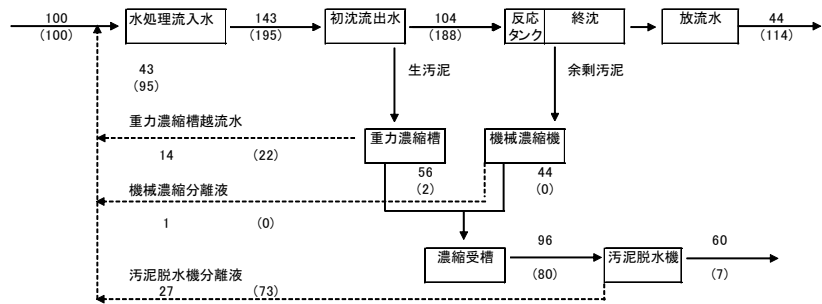 100
(100)
水処理流入水
143
(195)
初沈流出水
104
(188)
反応
タンク
終沈
放流水
44
(114)
43
(95)
生汚泥
余剰汚泥
重力濃縮槽越流水
14 (22)
重力濃縮槽
機械濃縮機
56
(2)
44
(0)
機械濃縮分離液
1 (0)
濃縮受槽
96
(80)
汚泥脱水機
60
(7)
汚泥脱水機分離液
27 (73)